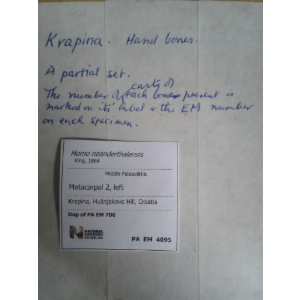 Krapina. Hand bones.
A partial set.
casts of
The number of each bone present is
marked on its label & the EM number
on each specimen.
Homo neanderthalensis
King, 1864
Middle Palaeolithic
Metacarpal 2, left
Krapina, Hušnjakovo Hill, Croatia
Dup of PA EM 706
NATURAL
HISTORY
MUSEUM
PA EM 4095